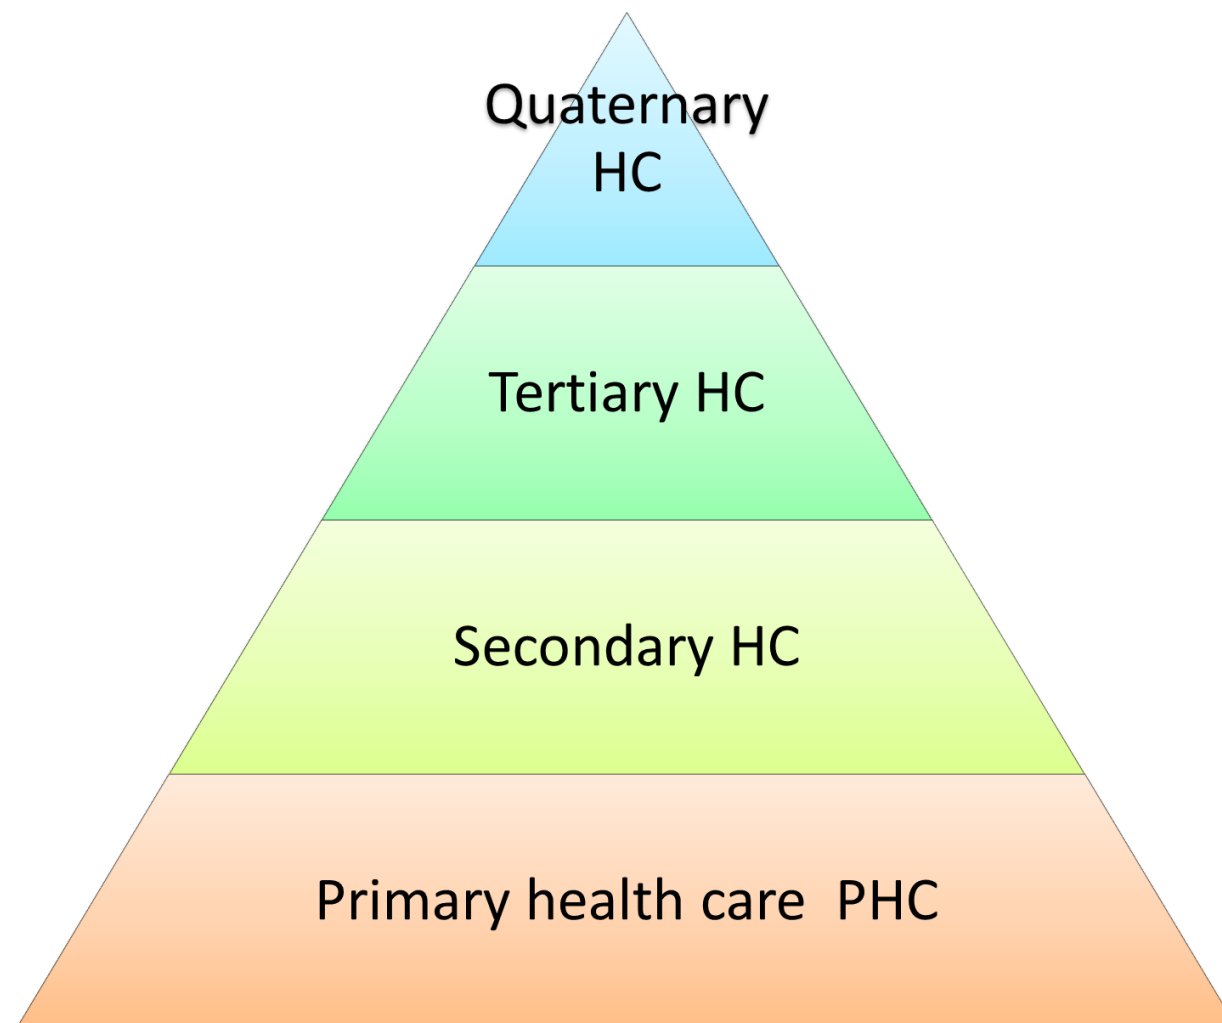 Quaternary
HC
Tertiary HC
Secondary HC
Primary health care  PHC